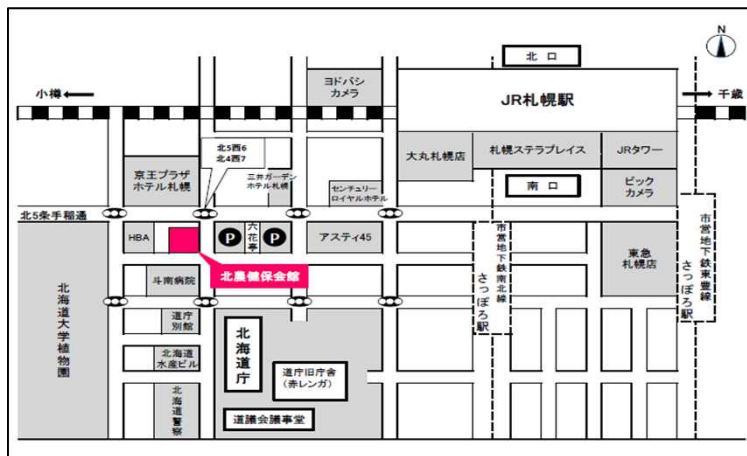 N
北 口
ヨドバシ
カメラ
JR札幌駅
小樽
千歳
北5西6
北4西7
京王プラザ
ホテル札幌
三井ガーデン
ホテル札幌
センチュリー
ロイヤルホテル
大丸札幌店
札幌ステラプレイス
JRタワー
南 口
ビック
カメラ
北5条手稲通
HBA
P
六花亭
P
アスティ45
市営地下鉄南北線
さっぽろ駅
東急
札幌店
市営地下鉄東豊線
さっぽろ駅
北農健保会館
斗南病院
北海道大学植物園
道庁
別館
北海道
水産ビル
北海道警察
北海道庁
道庁旧庁舎
(赤レンガ)
道議会議事堂